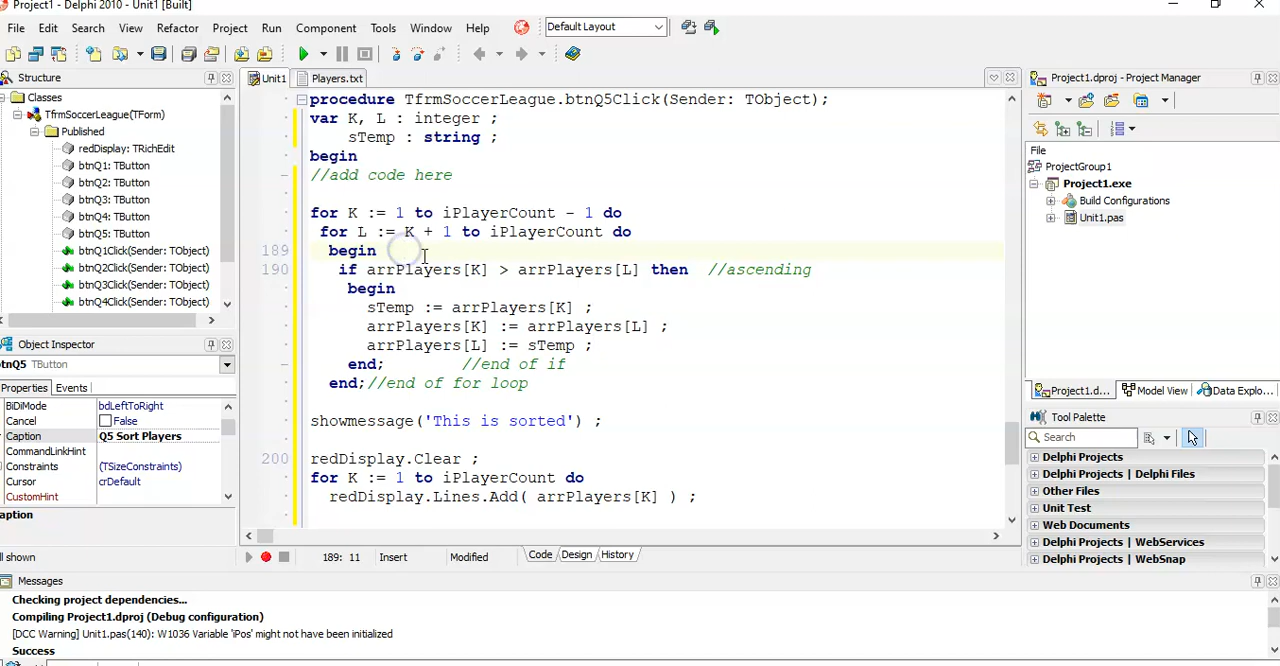 Project1 - Delphi 2010 - Unit1 [Built]
File Edit Search View Refactor Project Run Component Tools Window Help Default Layout
Structure
Classes
TfrmSoccerLeague(TForm)
Published
redDisplay: TRichEdit
btnQ1: TButton
btnQ2: TButton
btnQ3: TButton
btnQ4: TButton
btnQ5: TButton
btnQ1Click(Sender: TObject)
btnQ2Click(Sender: TObject)
btnQ3Click(Sender: TObject)
btnQ4Click(Sender: TObject)
Object Inspector
btnQ5 TButton
Properties Events
BiDiMode bdLeftToRight
Cancel False
Caption Q5 Sort Players
CommandLinkHint
Constraints (TSizeConstraints)
Cursor crDefault
CustomHint
aption
ll shown
Unit1 Players.txt
procedure TfrmSoccerLeague.btnQ5Click(Sender: TObject);
var K, L : integer ;
sTemp : string ;
begin
//add code here
for K := 1 to iPlayerCount - 1 do
for L := K + 1 to iPlayerCount do
189 begin
190 if arrPlayers[K] > arrPlayers[L] then //ascending
begin
sTemp := arrPlayers[K] ;
arrPlayers[K] := arrPlayers[L] ;
arrPlayers[L] := sTemp ;
end; //end of if
end;//end of for loop
showmessage('This is sorted') ;
200 redDisplay.Clear ;
for K := 1 to iPlayerCount do
redDisplay.Lines.Add( arrPlayers[K] ) ;
189: 11 Insert Modified Code Design History
Project1.dproj - Project Manager
File
ProjectGroup1
Project1.exe
Build Configurations
Unit1.pas
Project1.d... Model View Data Explo...
Tool Palette
Search
Delphi Projects
Delphi Projects | Delphi Files
Other Files
Unit Test
Web Documents
Delphi Projects | WebServices
Delphi Projects | WebSnap
Messages
Checking project dependencies...
Compiling Project1.dproj (Debug configuration)
[DCC Warning] Unit1.pas(140): W1036 Variable 'iPos' might not have been initialized
Success